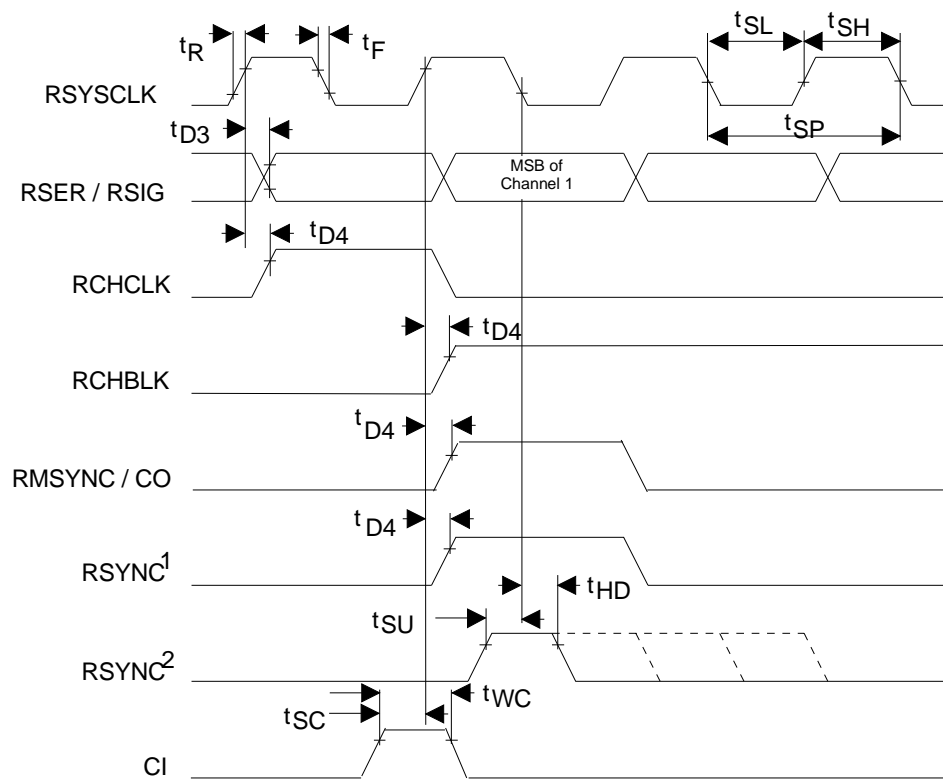 tR
tF
tSL
tSH
RSYSCLK
tSP
tD3
RSER / RSIG
MSB of
Channel 1
tD4
RCHCLK
tD4
RCHBLK
tD4
RMSYNC / CO
tD4
RSYNC1
tHD
tSU
RSYNC2
tWC
tSC
CI